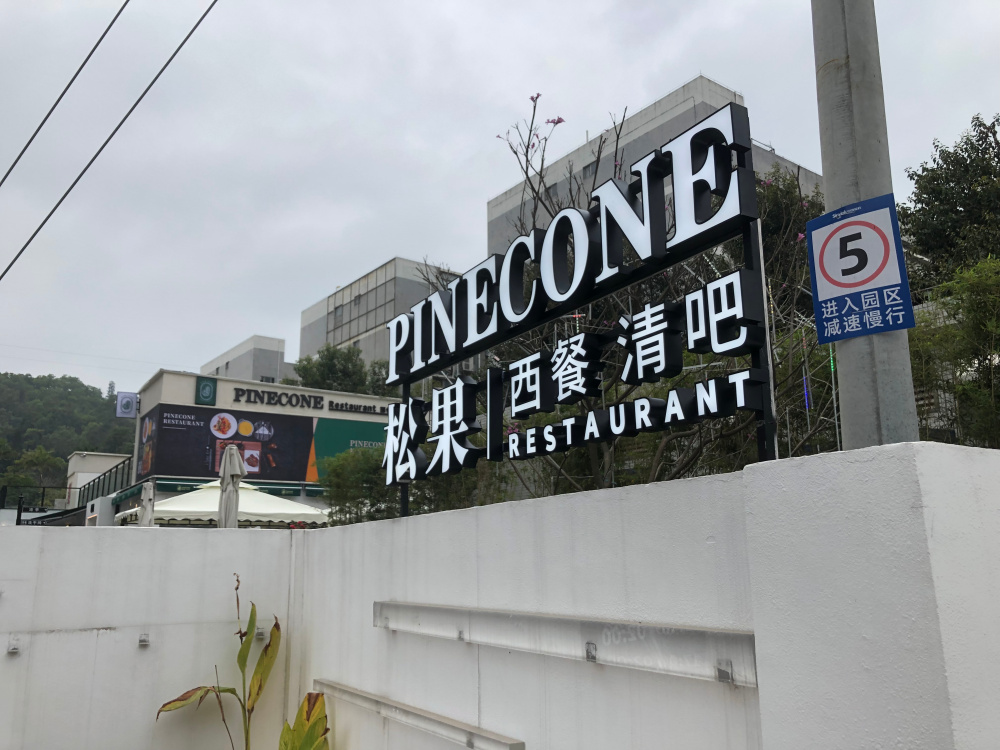 PINECONE
松果
西餐清吧
RESTAURANT
5
进入园区
减速慢行
PINECONE Restaurant
PINECONE
RESTAURANT
PINECONE